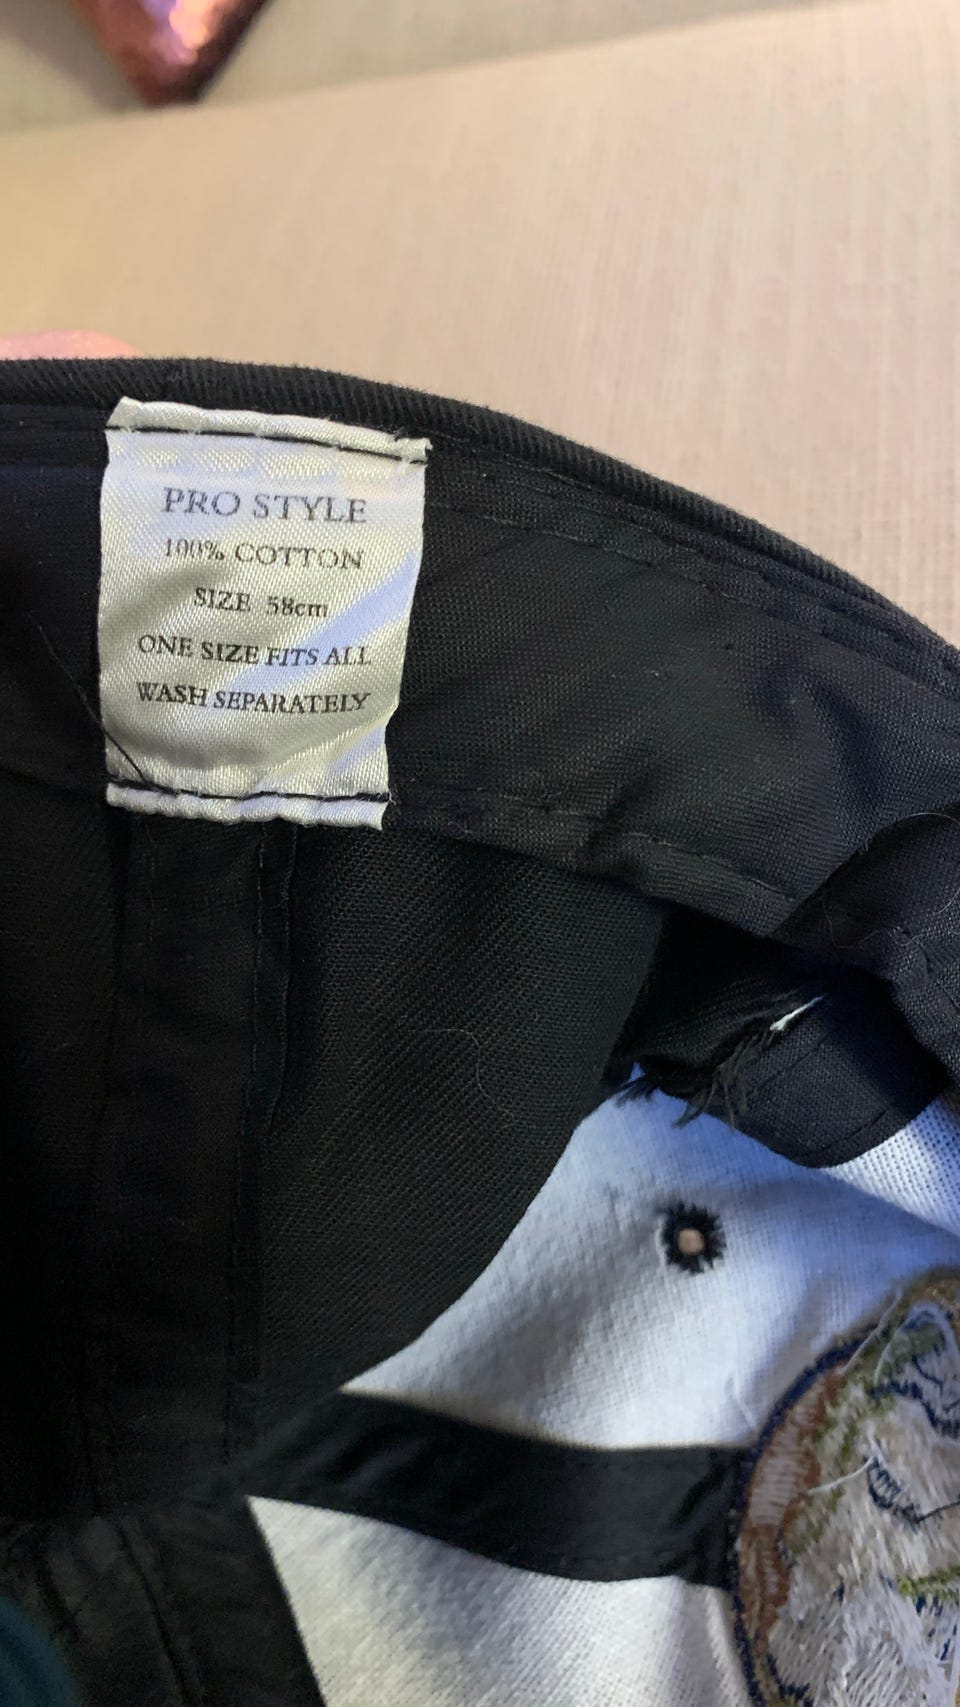 PRO STYLE
100% COTTON
SIZE 58cm
ONE SIZE FITS ALL
WASH SEPARATELY